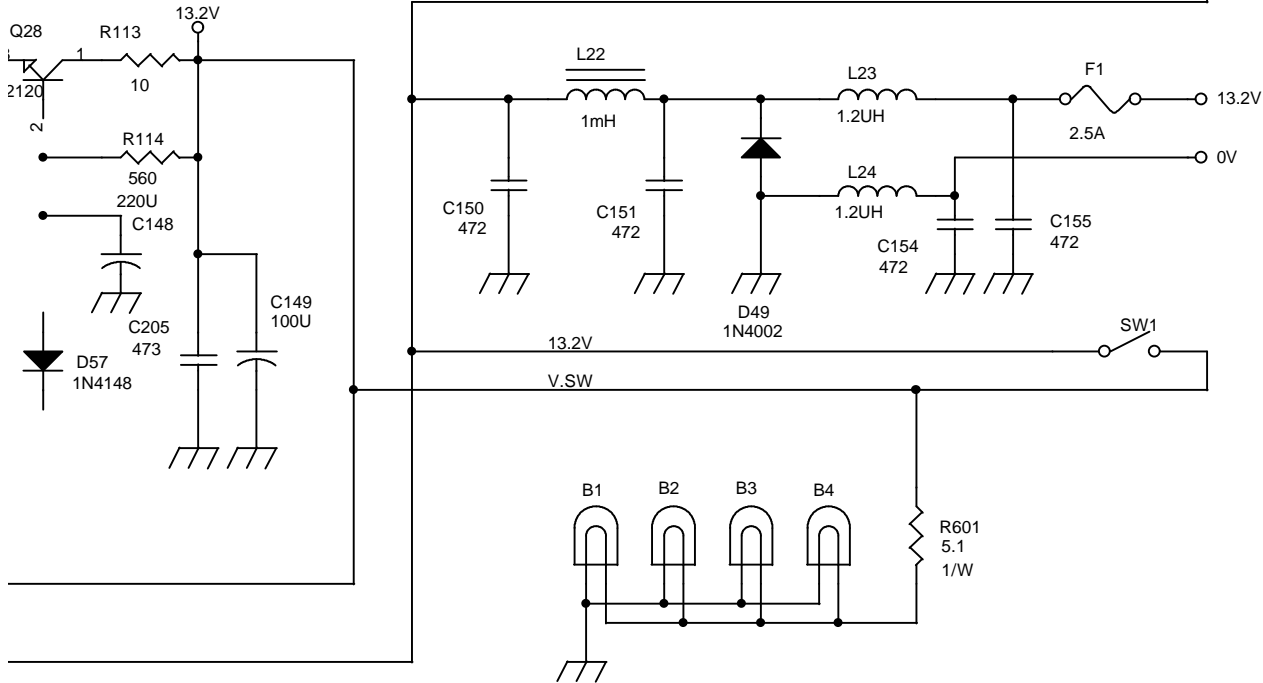 13.2V
Q28
R113
1
10
2120
2
R114
560
220U
C148
C205
473
C149
100U
D57
1N4148
L22
1mH
L23
1.2UH
F1
2.5A
13.2V
0V
L24
1.2UH
C150
472
C151
472
C154
472
C155
472
D49
1N4002
SW1
13.2V
V.SW
B1
B2
B3
B4
R601
5.1
1/W